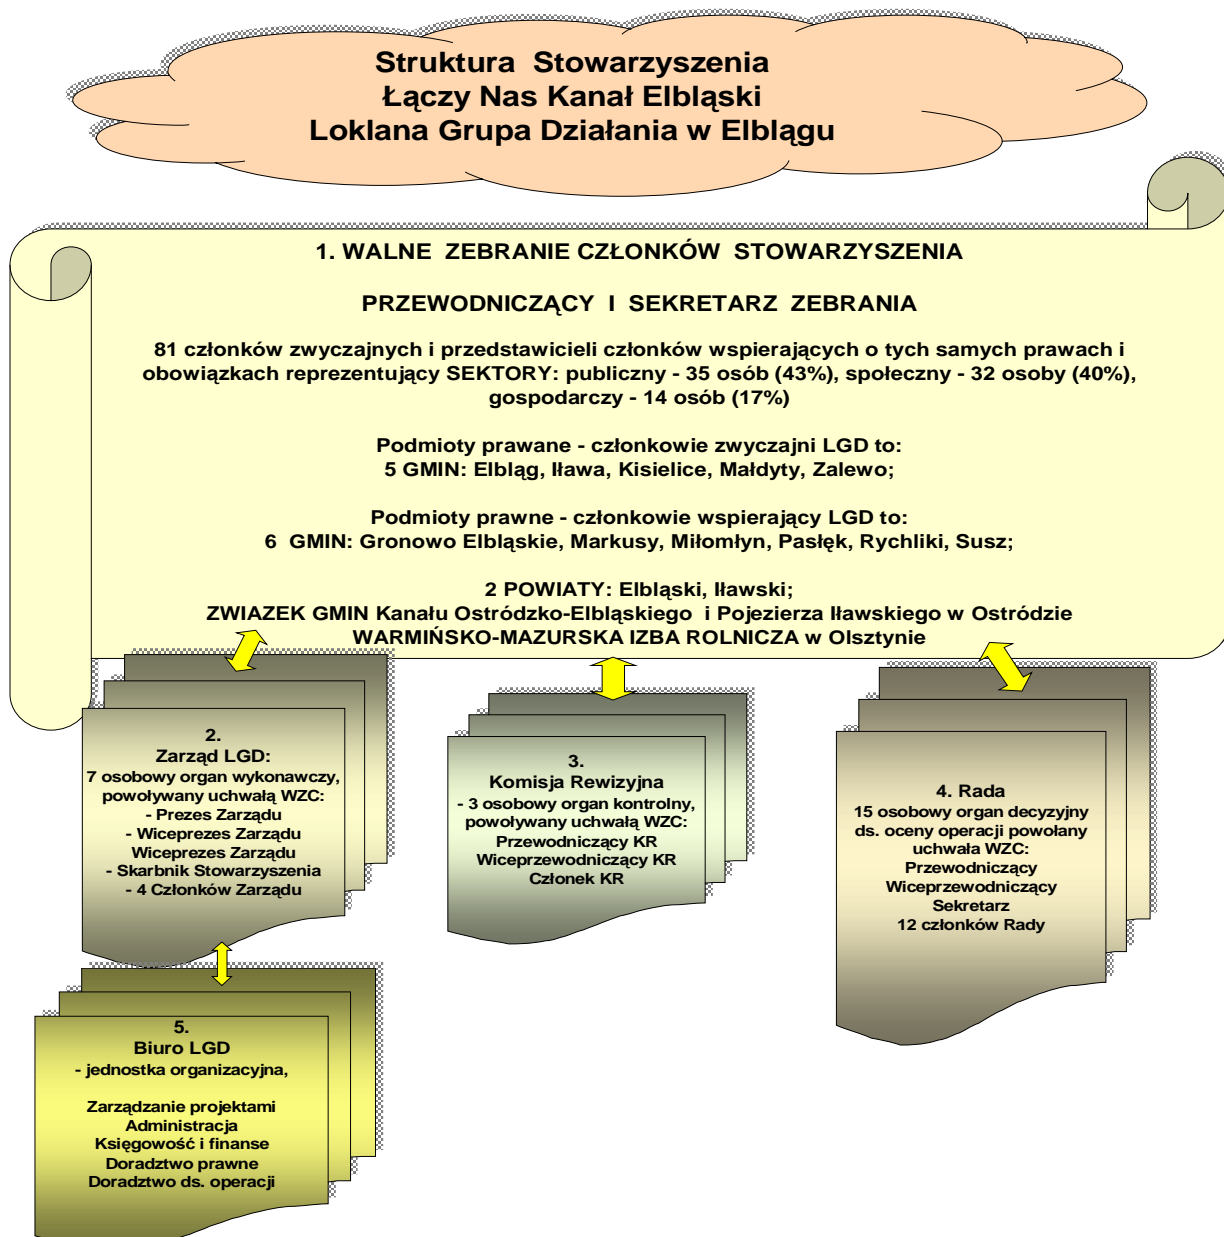 Struktura Stowarzyszenia
Łączy Nas Kanał Elbląski
Loklana Grupa Działania w Elblągu
1. WALNE ZEBRANIE CZŁONKÓW STOWARZYSZENIA
PRZEWODNICZĄCY I SEKRETARZ ZEBRANIA
81 członków zwyczajnych i przedstawicieli członków wspierających o tych samych prawach i
obowiązkach reprezentujący SEKTORY: publiczny - 35 osób (43%), społeczny - 32 osoby (40%),
gospodarczy - 14 osób (17%)
Podmioty prawane - członkowie zwyczajni LGD to:
5 GMIN: Elbląg, Iława, Kisielice, Małdyty, Zalewo;
Podmioty prawne - członkowie wspierający LGD to:
6 GMIN: Gronowo Elbląskie, Markusy, Miłomłyn, Pasłęk, Rychliki, Susz;
2 POWIATY: Elbląski, Iławski;
ZWIAZEK GMIN Kanału Ostródzko-Elbląskiego i Pojezierza Iławskiego w Ostródzie
WARMIŃSKO-MAZURSKA IZBA ROLNICZA w Olsztynie
2.
Zarząd LGD:
7 osobowy organ wykonawczy,
powoływany uchwałą WZC:
- Prezes Zarządu
- Wiceprezes Zarządu
Wiceprezes Zarządu
- Skarbnik Stowarzyszenia
- 4 Członków Zarządu
3.
Komisja Rewizyjna
- 3 osobowy organ kontrolny,
powoływany uchwałą WZC:
Przewodniczący KR
Wiceprzewodniczący KR
Członek KR
4. Rada
15 osobowy organ decyzyjny
ds. oceny operacji powołany
uchwała WZC:
Przewodniczący
Wiceprzewodniczący
Sekretarz
12 członków Rady
5.
Biuro LGD
- jednostka organizacyjna,
Zarządzanie projektami
Administracja
Księgowość i finanse
Doradztwo prawne
Doradztwo ds. operacji